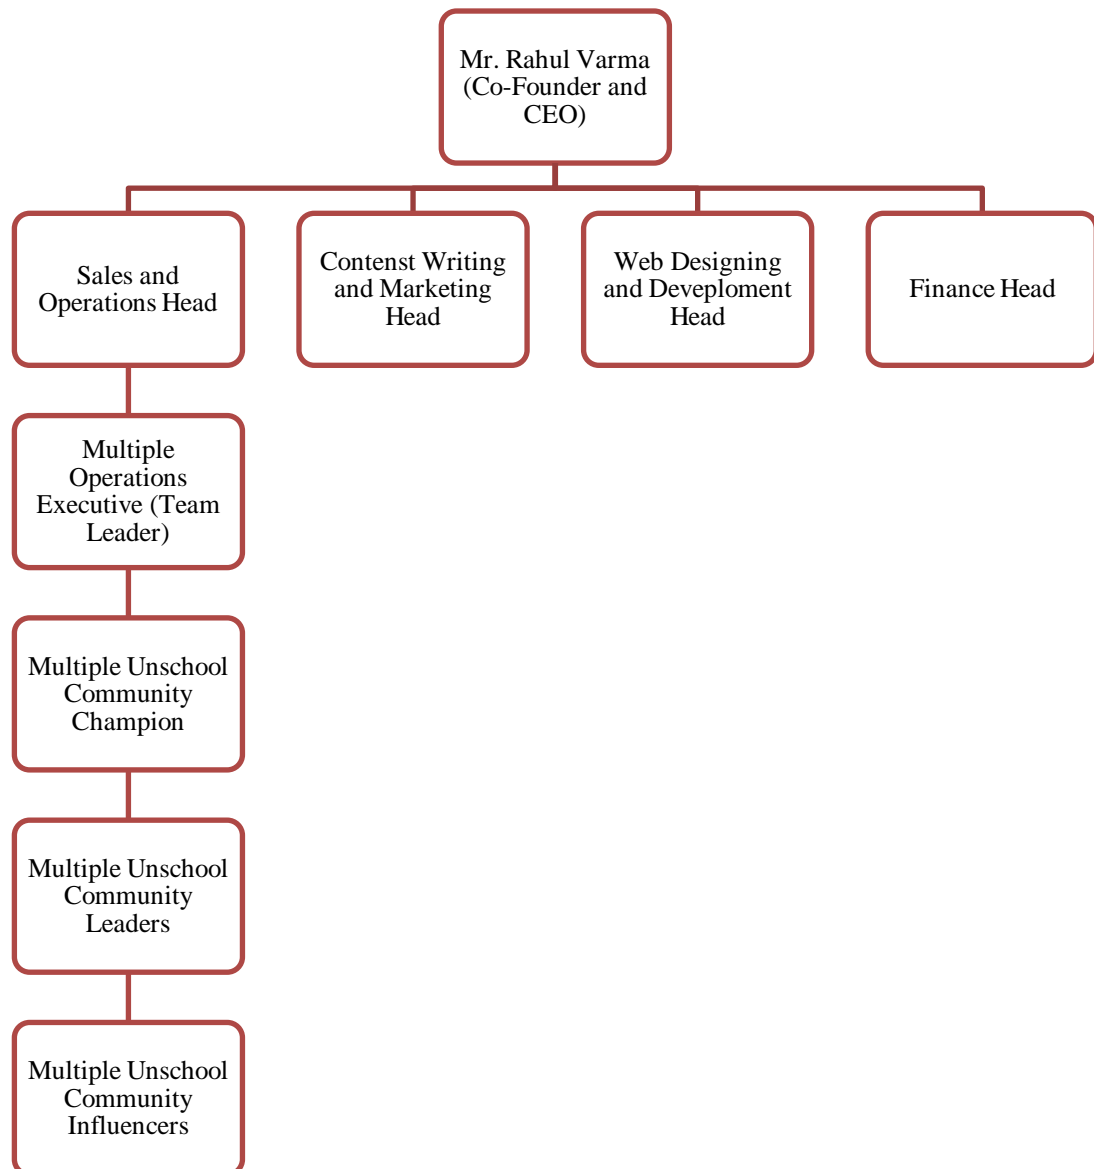 Mr. Rahul Varma
(Co-Founder and
CEO)
Sales and
Operations Head
Contenst Writing
and Marketing
Head
Web Designing
and Deveploment
Head
Finance Head
Multiple
Operations
Executive (Team
Leader)
Multiple Unschool
Community
Champion
Multiple Unschool
Community
Leaders
Multiple Unschool
Community
Influencers